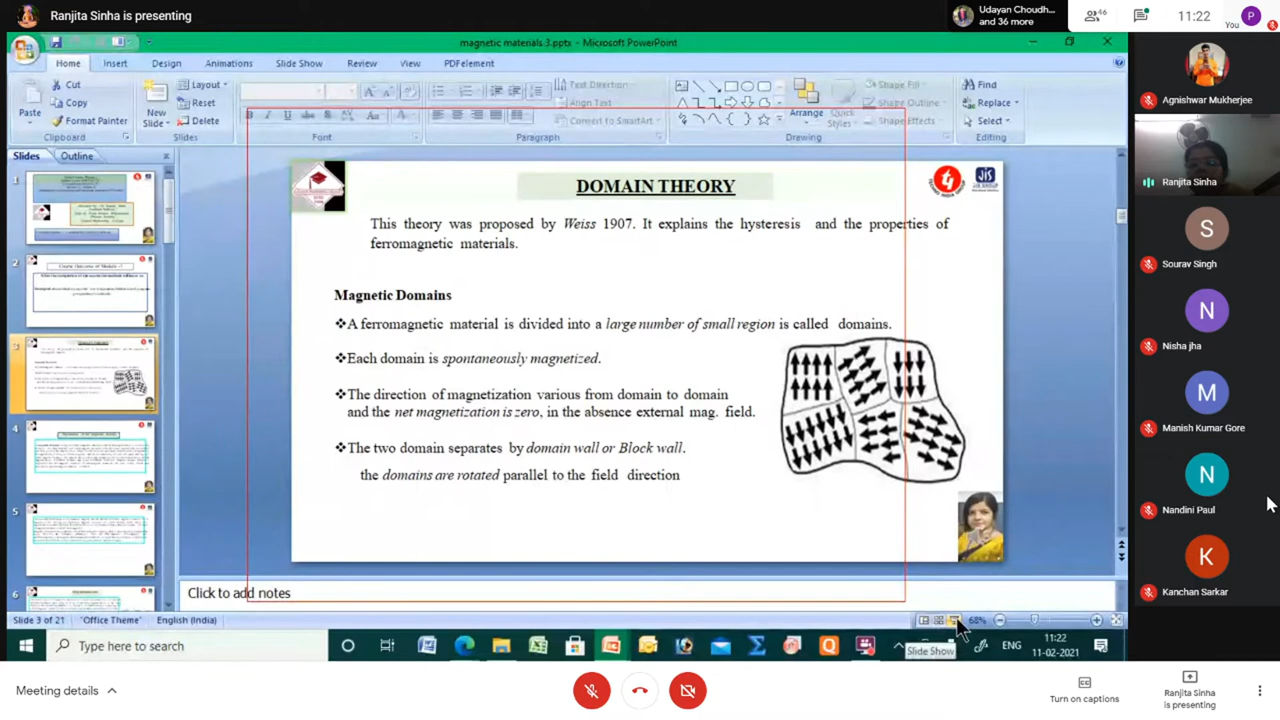 Ranjita Sinha is presenting
Udayan Choudh...
and 36 more
46
11:22
P
You
magnetic materials 3.pptx - Microsoft PowerPoint
Home Insert Design Animations Slide Show Review View PDFelement
Cut
Copy
Format Painter
Paste
Clipboard
New
Slide
Layout
Reset
Delete
Slides
Font
Text Direction
Align Text
Convert to SmartArt
Paragraph
Arrange
Quick
Styles
Shape Fill
Shape Outline
Shape Effects
Drawing
Find
Replace
Select
Editing
Slides Outline
1
2
3
4
5
6
DOMAIN THEORY
This theory was proposed by Weiss 1907. It explains the hysteresis and the properties of
ferromagnetic materials.
Magnetic Domains
❖A ferromagnetic material is divided into a large number of small region is called domains.
❖Each domain is spontaneously magnetized.
❖The direction of magnetization various from domain to domain
and the net magnetization is zero, in the absence external mag. field.
❖The two domain separates by domain wall or Block wall.
the domains are rotated parallel to the field direction
Click to add notes
Slide 3 of 21 "Office Theme" English (India)
68%
Slide Show
Type here to search
ENG
11:22
11-02-2021
Agnishwar Mukherjee
Ranjita Sinha
S
Sourav Singh
N
Nisha jha
M
Manish Kumar Gore
N
Nandini Paul
K
Kanchan Sarkar
Meeting details
Turn on captions
Ranjita Sinha
is presenting